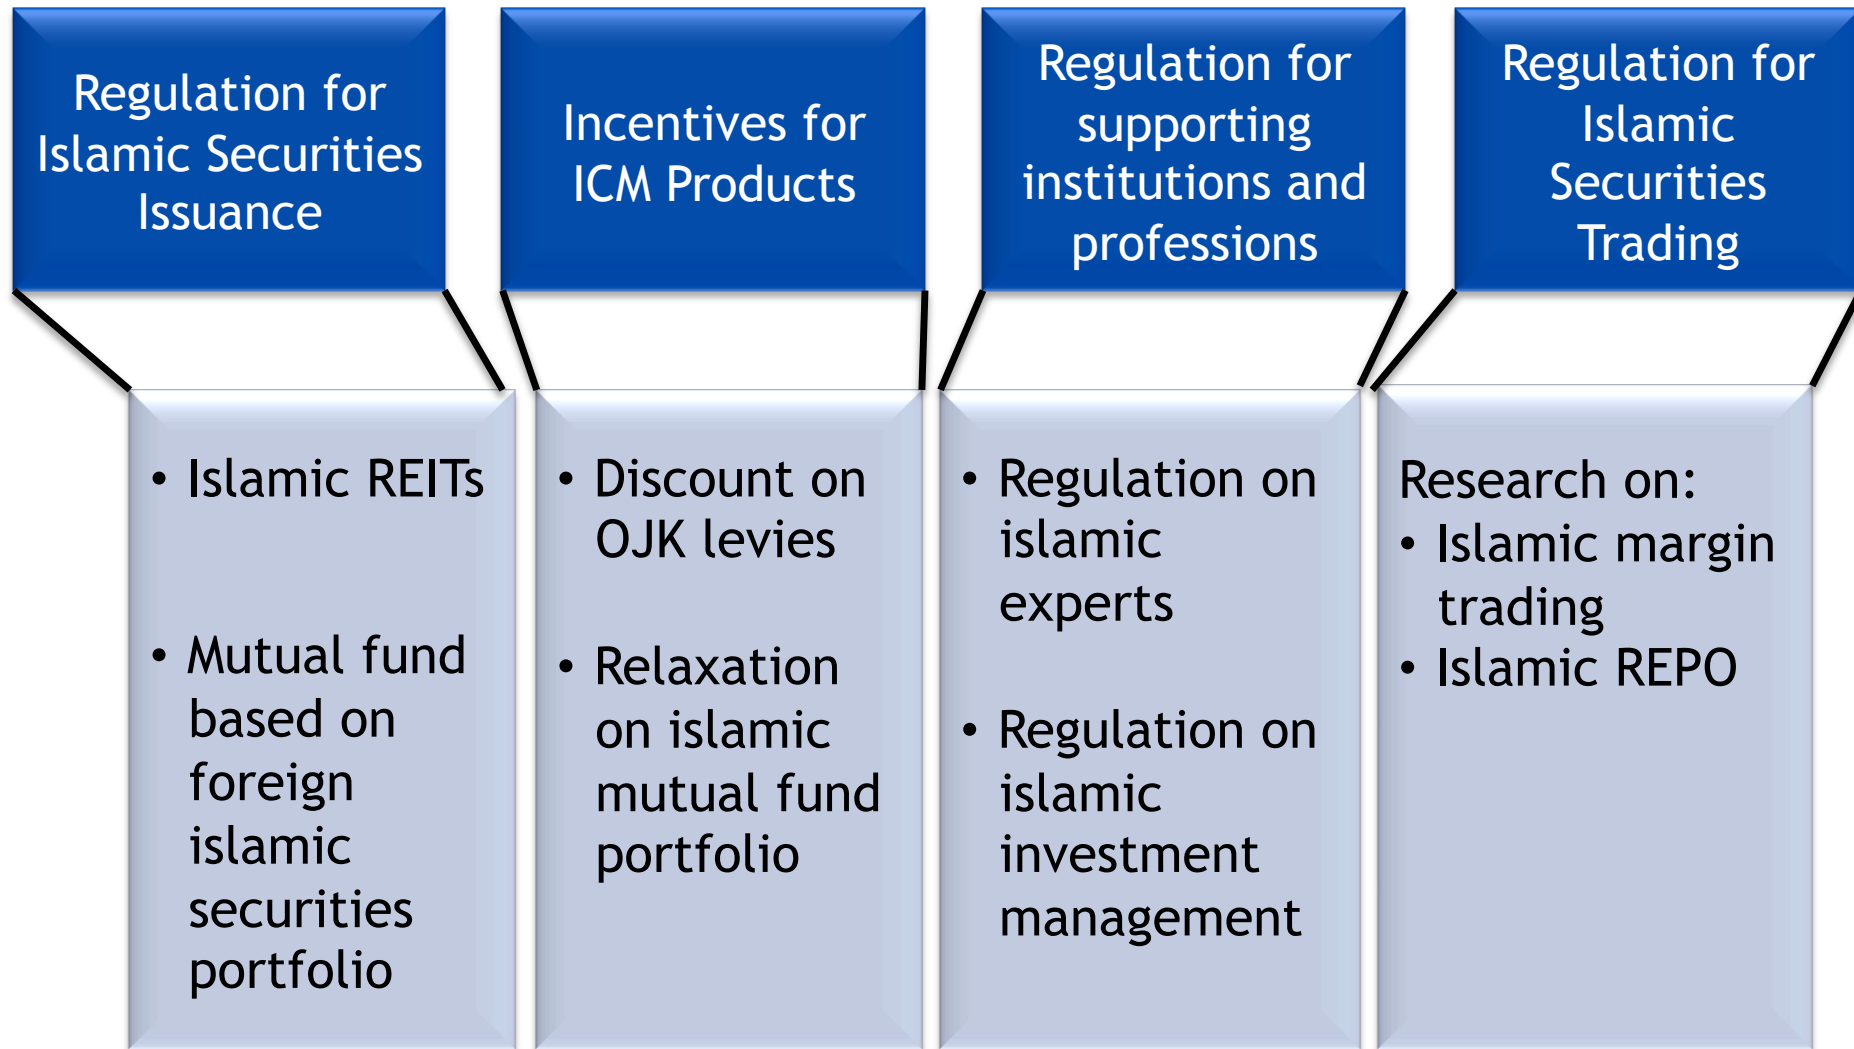 Regulation for
Islamic Securities
Issuance
Incentives for
ICM Products
Regulation for
supporting
institutions and
professions
Regulation for
Islamic
Securities
Trading
• Islamic REITs
• Mutual fund
based on
foreign
islamic
securities
portfolio
• Discount on
OJK levies
• Relaxation
on islamic
mutual fund
portfolio
• Regulation on
islamic
experts
• Regulation on
islamic
investment
management
Research on:
• Islamic margin
trading
• Islamic REPO